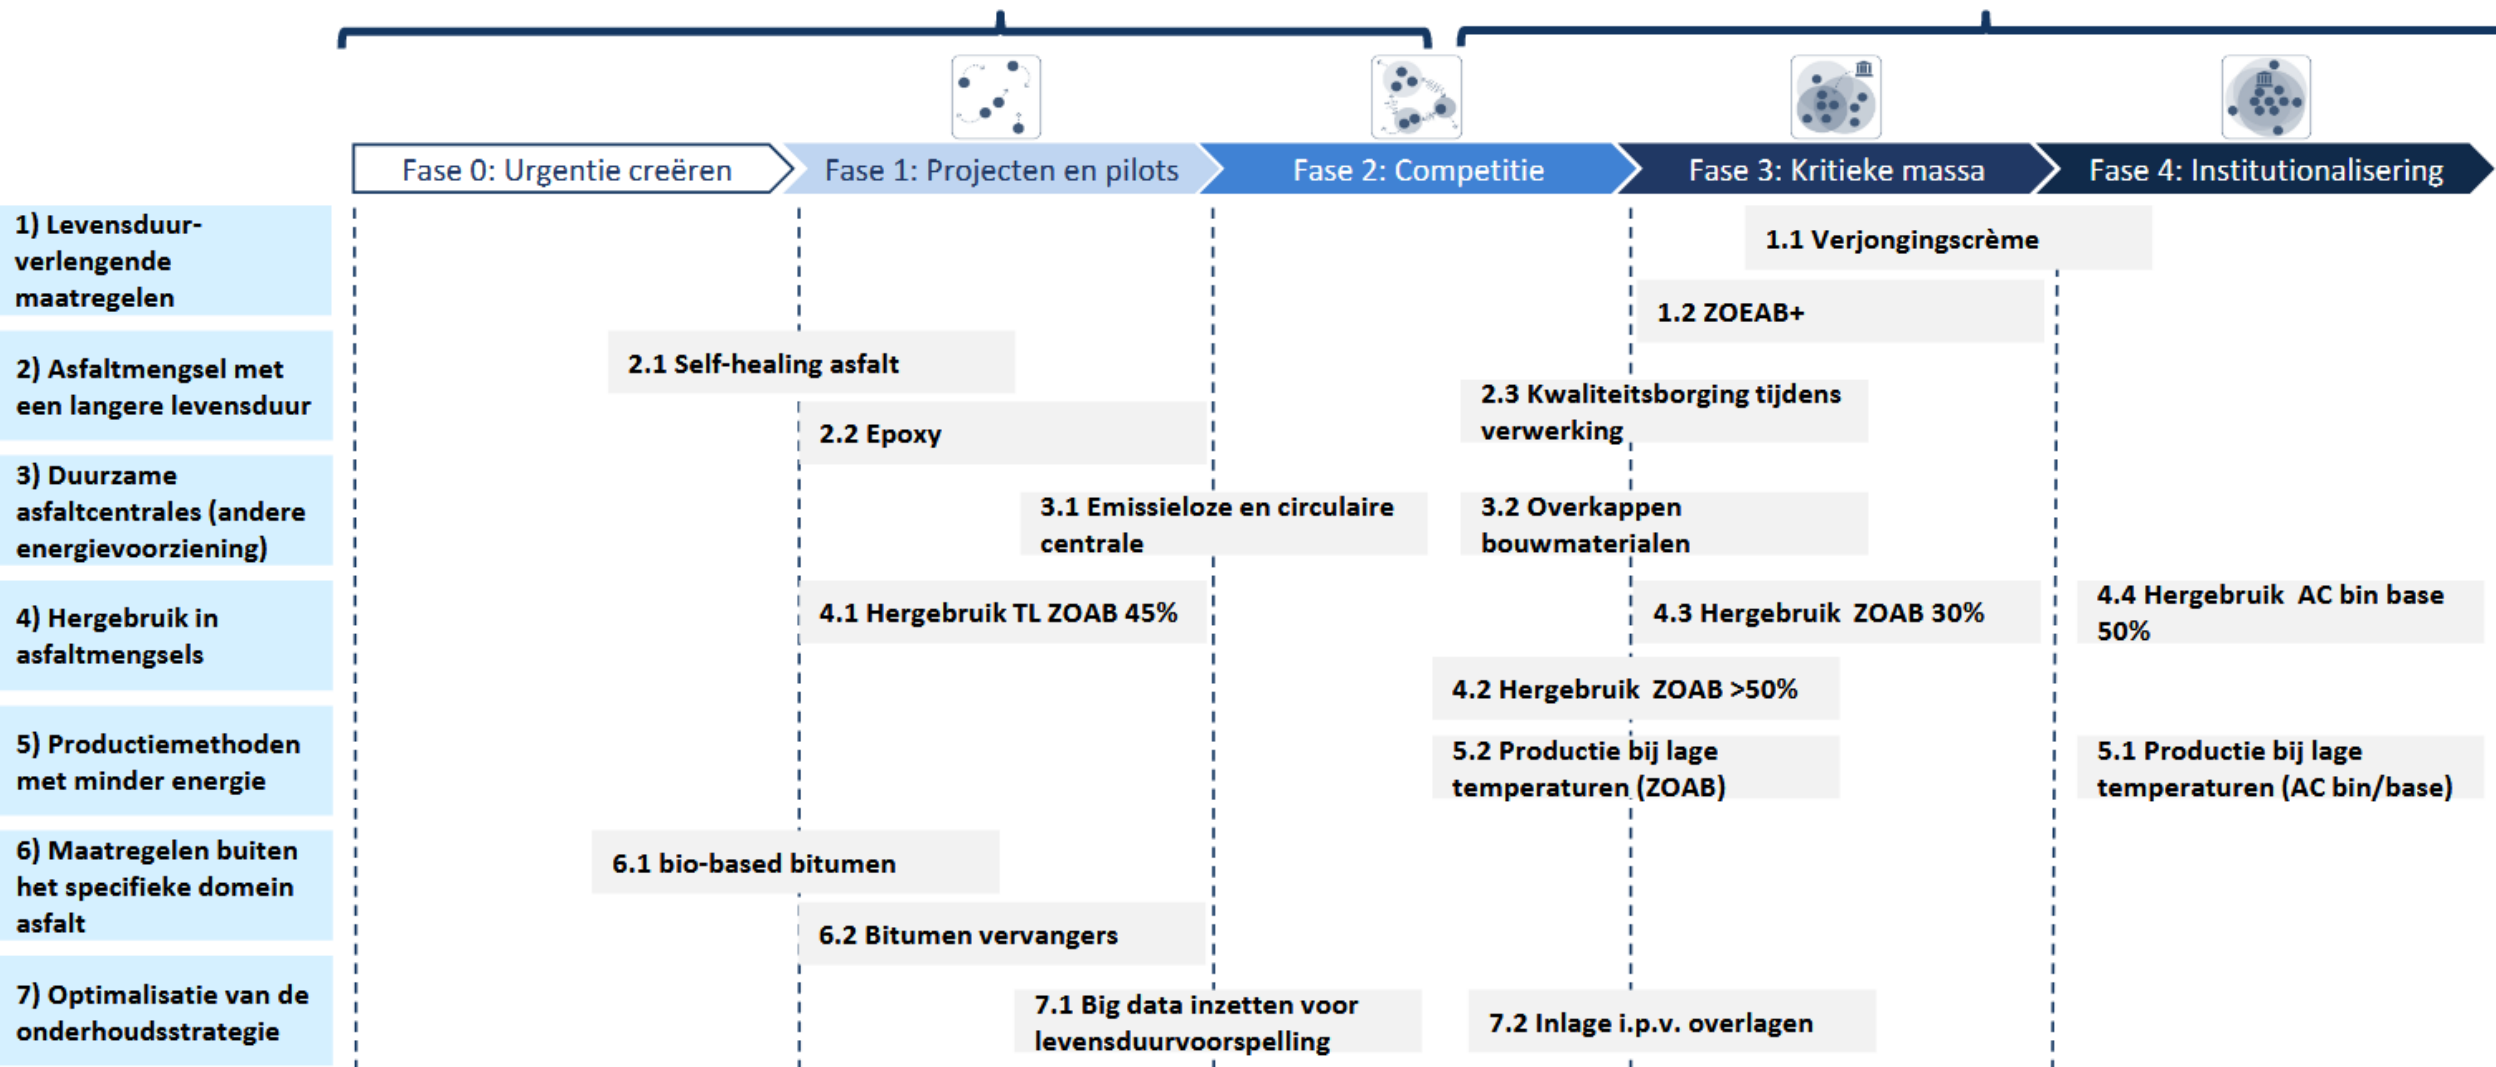 Fase 0: Urgentie creëren
Fase 1: Projecten en pilots
Fase 2: Competitie
Fase 3: Kritieke massa
Fase 4: Institutionalisering
1) Levensduur-
verlengende
maatregelen
1.1 Verjongingscrème
1.2 ZOEAB+
2) Asfaltmengsel met
een langere levensduur
2.1 Self-healing asfalt
2.2 Epoxy
2.3 Kwaliteitsborging tijdens
verwerking
3) Duurzame
asfaltcentrales (andere
energievoorziening)
3.1 Emissieloze en circulaire
centrale
3.2 Overkappen
bouwmaterialen
4) Hergebruik in
asfaltmengsels
4.1 Hergebruik TL ZOAB 45%
4.2 Hergebruik ZOAB >50%
4.3 Hergebruik ZOAB 30%
4.4 Hergebruik AC bin base
50%
5) Productiemethoden
met minder energie
5.2 Productie bij lage
temperaturen (ZOAB)
5.1 Productie bij lage
temperaturen (AC bin/base)
6) Maatregelen buiten
het specifieke domein
asfalt
6.1 bio-based bitumen
6.2 Bitumen vervangers
7) Optimalisatie van de
onderhoudsstrategie
7.1 Big data inzetten voor
levensduurvoorspelling
7.2 Inlage i.p.v. overlagen